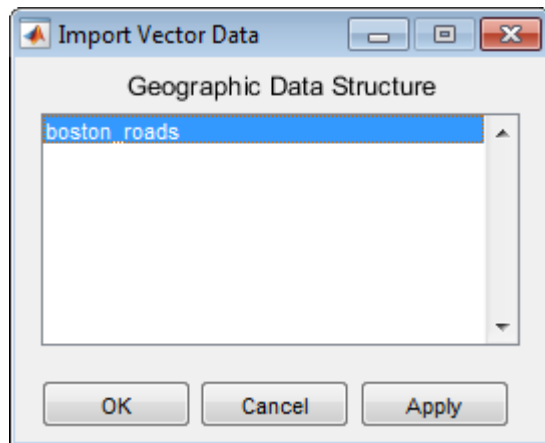 Import Vector Data
Geographic Data Structure
boston_roads
OK
Cancel
Apply